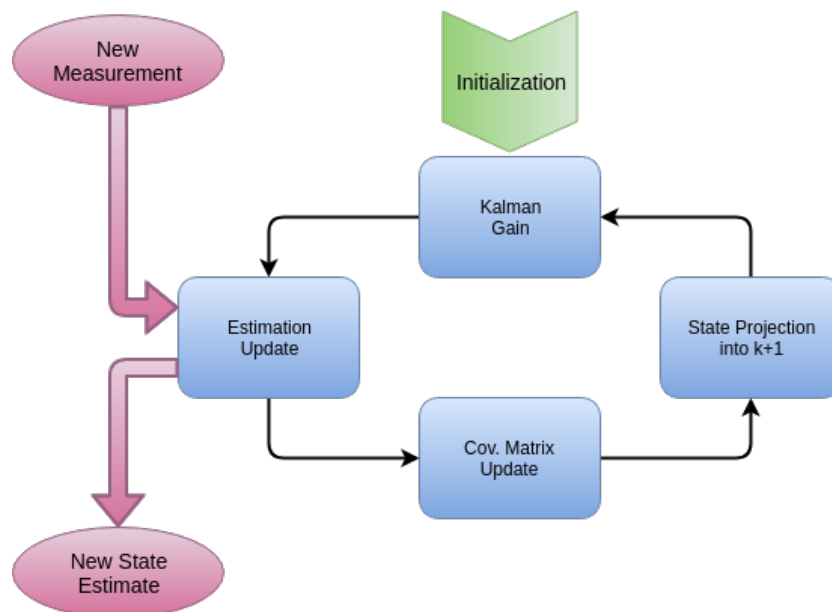 New
Measurement
Initialization
Kalman
Gain
Estimation
Update
State Projection
into k+1
Cov. Matrix
Update
New State
Estimate